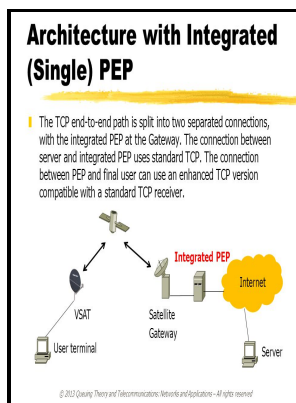 Architecture with Integrated
(Single) PEP
The TCP end-to-end path is split into two separated connections,
with the integrated PEP at the Gateway. The connection between
server and integrated PEP uses standard TCP. The connection
between PEP and final user can use an enhanced TCP version
compatible with a standard TCP receiver.
Integrated PEP
Internet
VSAT
Satellite
Gateway
User terminal
Server
© 2013 Queuing Theory and Telecommunications: Networks and Applications – All rights reserved